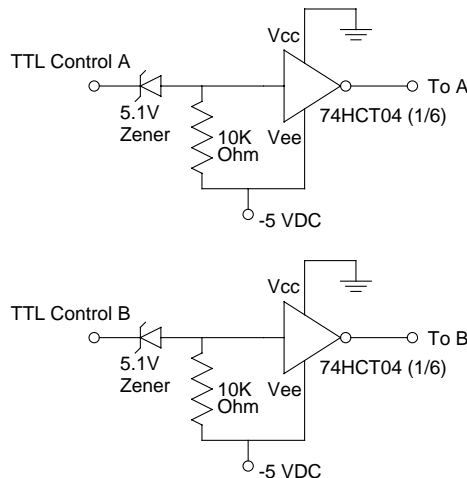 Vcc
TTL Control A
To A
5.1V
Zener
74HCT04 (1/6)
10K
Ohm
Vee
-5 VDC
Vcc
TTL Control B
To B
5.1V
Zener
74HCT04 (1/6)
10K
Ohm
Vee
-5 VDC